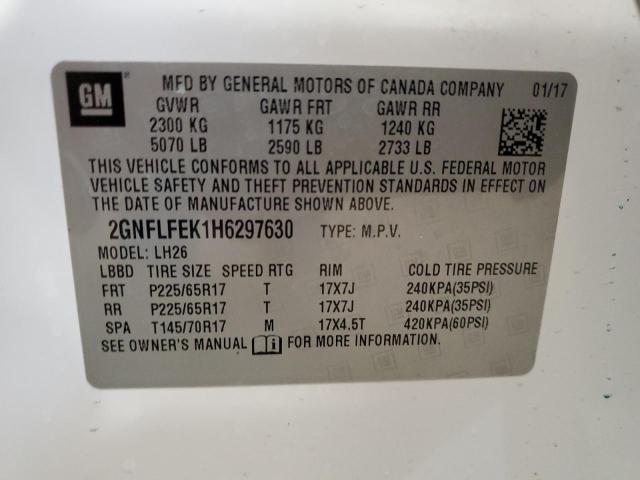 GM
MFD BY GENERAL MOTORS OF CANADA COMPANY 01/17
GVWR GAWR FRT GAWR RR
2300 KG 1175 KG 1240 KG
5070 LB 2590 LB 2733 LB
THIS VEHICLE CONFORMS TO ALL APPLICABLE U.S. FEDERAL MOTOR
VEHICLE SAFETY AND THEFT PREVENTION STANDARDS IN EFFECT ON
THE DATE OF MANUFACTURE SHOWN ABOVE.
2GNFLFEK1H6297630 TYPE: M.P.V.
MODEL: LH26
LBBD TIRE SIZE SPEED RTG RIM COLD TIRE PRESSURE
FRT P225/65R17 T 17X7J 240KPA(35PSI)
RR P225/65R17 T 17X7J 240KPA(35PSI)
SPA T145/70R17 M 17X4.5T 420KPA(60PSI)
SEE OWNER'S MANUAL i FOR MORE INFORMATION.